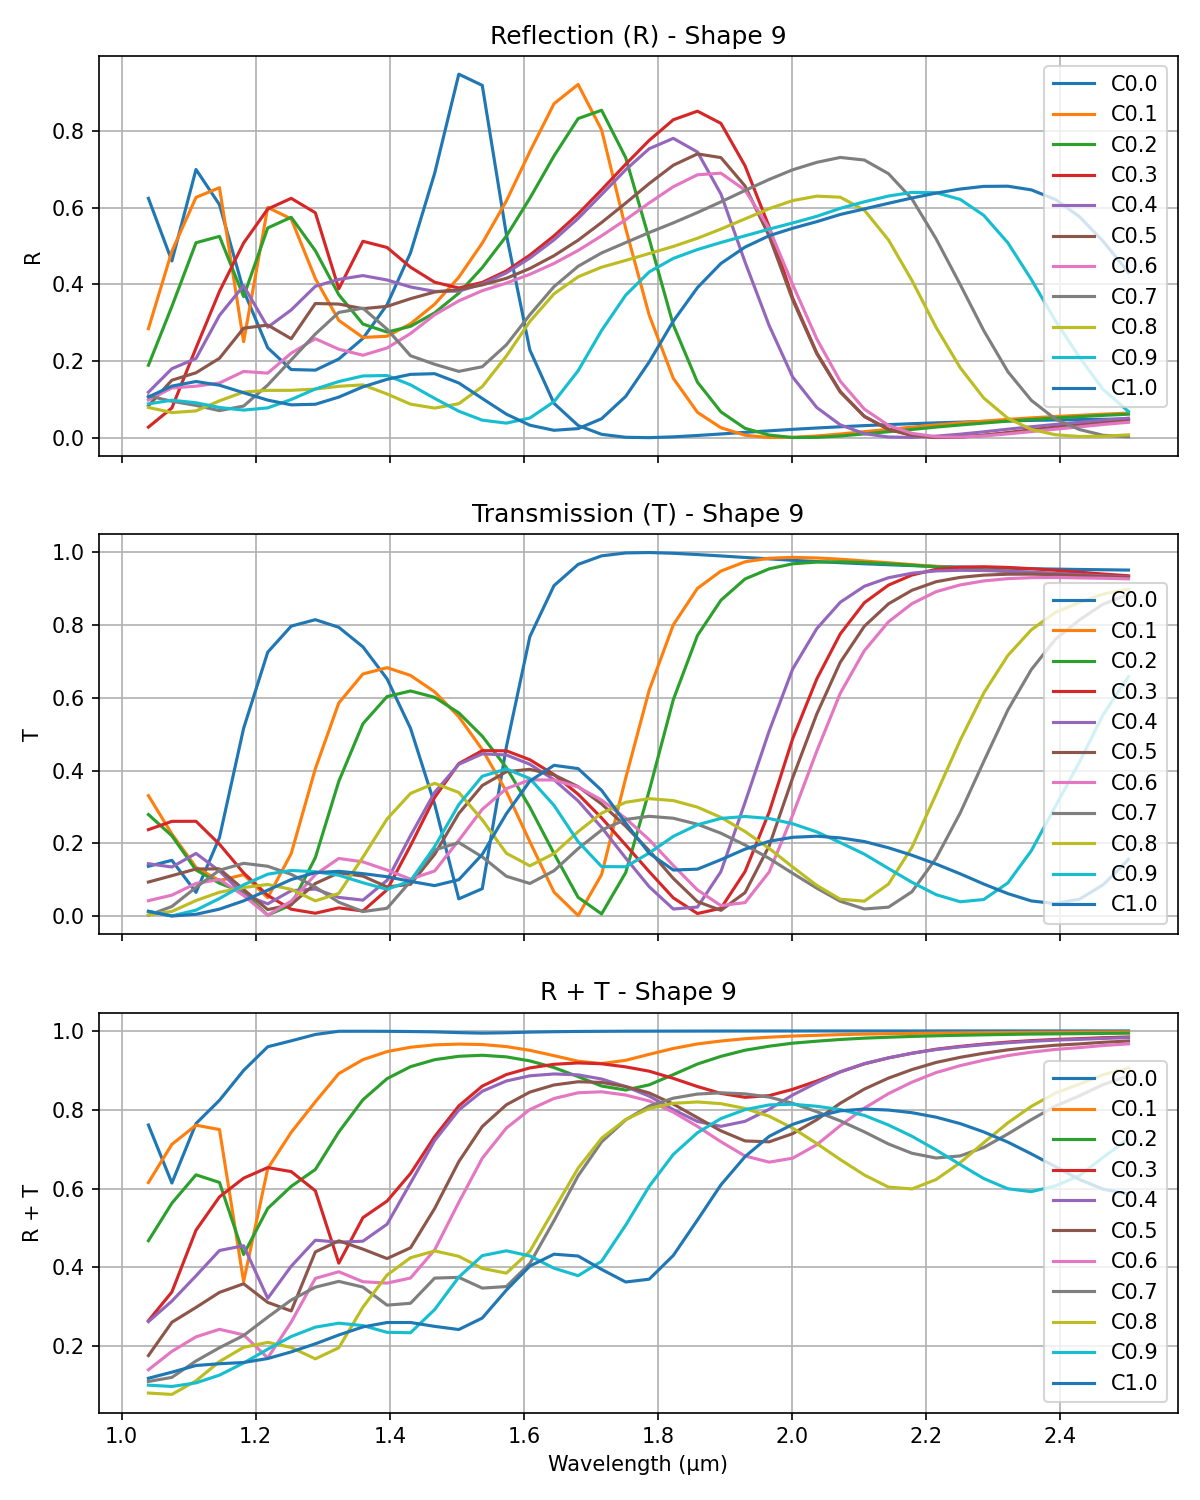 Reflection (R) - Shape 9
R
0.8
0.6
0.4
0.2
0.0
C0.0
C0.1
C0.2
C0.3
C0.4
C0.5
C0.6
C0.7
C0.8
C0.9
C1.0
Transmission (T) - Shape 9
T
1.0
0.8
0.6
0.4
0.2
0.0
C0.0
C0.1
C0.2
C0.3
C0.4
C0.5
C0.6
C0.7
C0.8
C0.9
C1.0
R + T - Shape 9
R + T
1.0
0.8
0.6
0.4
0.2
C0.0
C0.1
C0.2
C0.3
C0.4
C0.5
C0.6
C0.7
C0.8
C0.9
C1.0
1.0 1.2 1.4 1.6 1.8 2.0 2.2 2.4
Wavelength (μm)